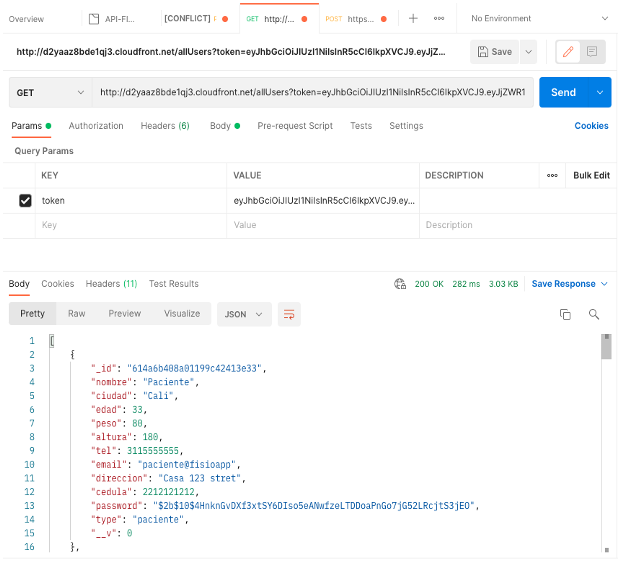 Overview API-FI... [CONFLICT] F GET http://... POST https... + ooo No Environment
http://d2yaaz8bde1qj3.cloudfront.net/allUsers?token=eyJhbGciOiJIUzI1NiIsInR5cCI6IkpXVCJ9.eyJjZ... Save
GET http://d2yaaz8bde1qj3.cloudfront.net/allUsers?token=eyJhbGciOiJIUzI1NiIsInR5cCI6IkpXVCJ9.eyJjZWR1 Send
Params Authorization Headers (6) Body Pre-request Script Tests Settings Cookies
Query Params
KEY VALUE DESCRIPTION ooo Bulk Edit
token eyJhbGciOiJIUzI1NiIsInR5cCI6IkpXVCJ9.ey...
Key Value Description
Body Cookies Headers (11) Test Results 200 OK 282 ms 3.03 KB Save Response
Pretty Raw Preview Visualize JSON
1 [
2 {
3 "_id": "614a6b408a01199c42413e33",
4 "nombre": "Paciente",
5 "ciudad": "Cali",
6 "edad": 33,
7 "peso": 80,
8 "altura": 180,
9 "tel": 3115555555,
10 "email": "paciente@fisioapp",
11 "direccion": "Casa 123 stret",
12 "cedula": 2212121212,
13 "password": "$2b$10$4HnknGvDXf3xtSY6DIso5eANwfzeLTDDoaPnGo7jG52LRcjtS3jEO",
14 "type": "paciente",
15 "__v": 0
16 },